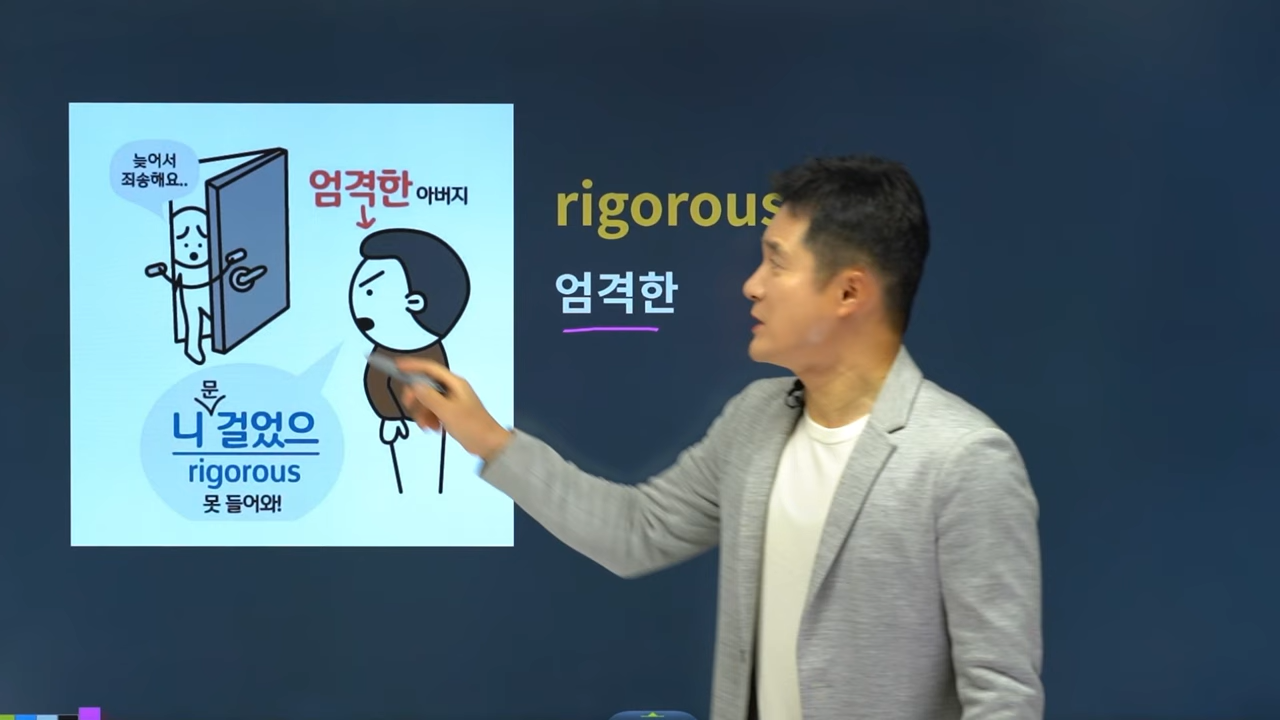 늦어서
죄송해요..
엄격한 아버지
문
니 걸었으
rigorous
못 들어와!
rigorous
엄격한